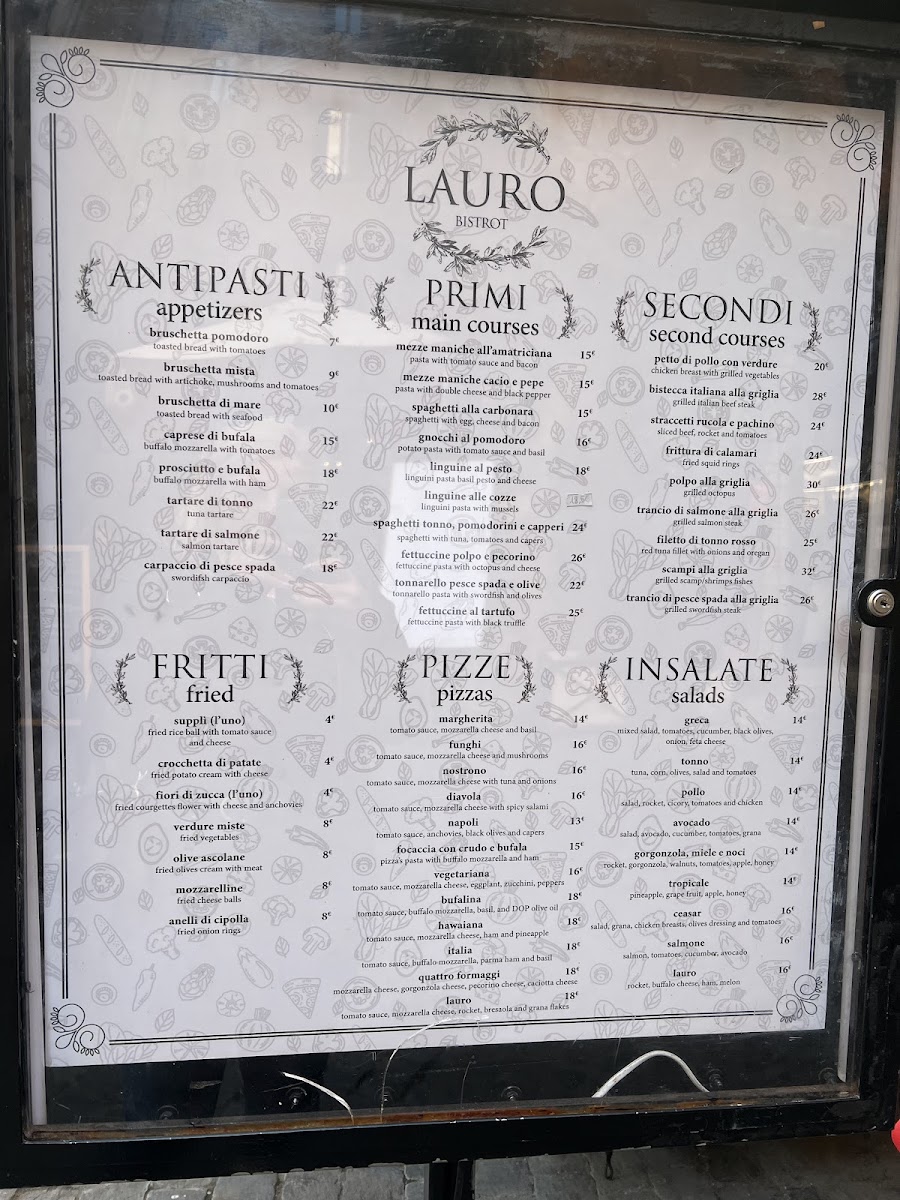 LAURO
BISTROT
ANTIPASTI
appetizers
bruschetta pomodoro 7€
toasted bread with tomatoes
bruschetta mista 9€
toasted bread with artichoke, mushrooms and tomatoes
bruschetta di mare 10€
toasted bread with seafood
caprese di bufala 15€
buffalo mozzarella with tomatoes
prosciutto e bufala 18€
buffalo mozzarella with ham
tartare di tonno 22€
tuna tartare
tartare di salmone 22€
salmon tartare
carpaccio di pesce spada 18€
swordifsh carpaccio
PRIMI
main courses
mezze maniche all'amatriciana 15€
pasta with tomato sauce and bacon
mezze maniche cacio e pepe 15€
pasta with double cheese and black pepper
spaghetti alla carbonara 15€
spaghetti with egg, cheese and bacon
gnocchi al pomodoro 16€
potato pasta with tomato sauce and basil
linguine al pesto 18€
linguini pasta basil pesto and cheese
linguine alle cozze
linguini pasta with mussels
spaghetti tonno, pomodorini e capperi 24€
spaghetti with tuna, tomatoes and capers
fettuccine polpo e pecorino 26€
fettuccine pasta with octopus and cheese
tonnarello pesce spada e olive 22€
tonnarello pasta with swordfish and olives
fettuccine al tartufo 25€
fettuccine pasta with black truffle
SECONDI
second courses
petto di pollo con verdure 20€
chicken breast with grilled vegetables
bistecca italiana alla griglia 28€
grilled italian beef steak
straccetti rucola e pachino 24€
sliced beef, rocket and tomatoes
frittura di calamari 24€
fried squid rings
polpo alla griglia 30€
grilled octopus
trancio di salmone alla griglia 26€
grilled salmon steak
filetto di tonno rosso 25€
red tuna fillet with onions and oregan
scampi alla griglia 32€
grilled scamp/shrimps fishes
trancio di pesce spada alla griglia 26€
grilled swordfish steak
FRITTI
fried
supplì (l'uno) 4€
fried rice ball with tomato sauce
and cheese
crocchetta di patate 4€
fried potato cream with cheese
fiori di zucca (l'uno) 4€
fried courgettes flower with cheese and anchovies
verdure miste 8€
fried vegetables
olive ascolane 8€
fried olives cream with meat
mozzarelline 8€
fried cheese balls
anelli di cipolla 8€
fried onion rings
PIZZE
pizzas
margherita 14€
tomato sauce, mozzarella cheese and basil
funghi 16€
tomato sauce, mozzarella cheese and mushrooms
nostrono 16€
tomato sauce, mozzarella cheese with tuna and onions
diavola 16€
tomato sauce, mozzarella cheese with spicy salami
napoli 13€
tomato sauce, anchovies, black olives and capers
focaccia con crudo e bufala 15€
pizza's pasta with buffalo mozzarella and ham
vegetariana 16€
tomato sauce, mozzarella cheese, eggplant, zucchini, peppers
bufalina 18€
tomato sauce, buffalo mozzarella, basil, and DOP olive oil
hawaiana 18€
tomato sauce, mozzarella cheese, ham and pineapple
italia 18€
tomato sauce, buffalo mozzarella, parma ham and basil
quattro formaggi 18€
mozzarella cheese, gorgonzola cheese, pecorino cheese, caciotta cheese
lauro 18€
tomato sauce, mozzarella cheese, rocket, bresaola and grana flakes
INSALATE
salads
greca 14€
mixed salad, tomatoes, cucumber, black olives,
onion, feta cheese
tonno 14€
tuna, corn, olives, salad and tomatoes
pollo 14€
salad, rocket, cicory, tomatoes and chicken
avocado 14€
salad, avocado, cucumber, tomatoes, grana
gorgonzola, miele e noci 14€
rocket, gorgonzola, walnuts, tomatoes, apple, honey
tropicale 14€
pineapple, grape fruit, apple, honey
ceasar 16€
salad, grana, chicken breasts, olives dressing and tomatoes
salmone 16€
salmon, tomatoes, cucumber, avocado
lauro 16€
rocket, buffalo cheese, ham, melon